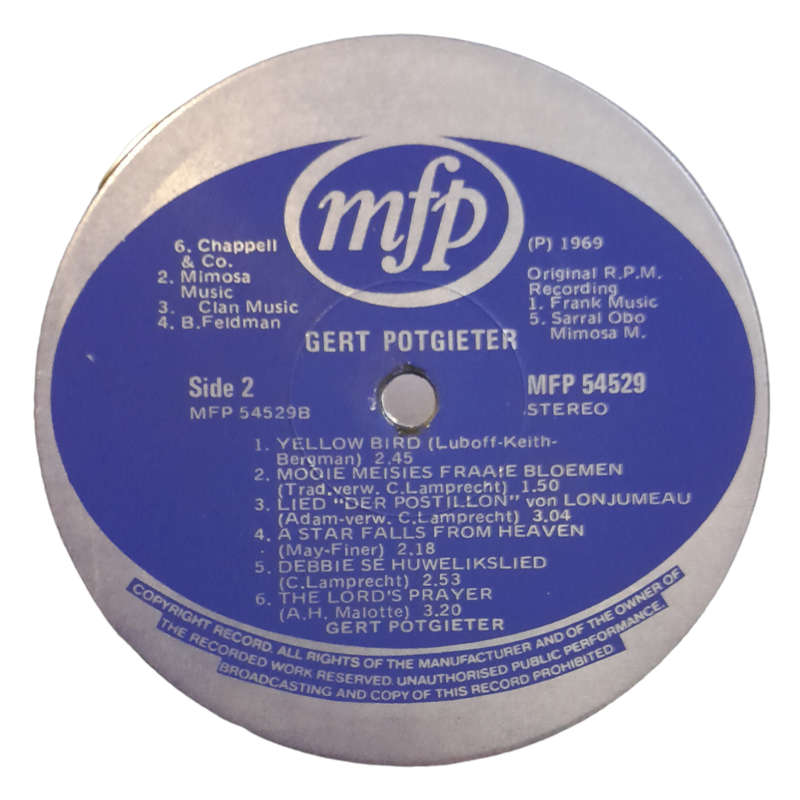 mfp
6. Chappell
& Co.
2. Mimosa
Music
3. Clan Music
4. B.Feldman
(P) 1969
Original R.P.M.
Recording
1. Frank Music
5. Sarral Obo
Mimosa M.
GERT POTGIETER
Side 2
MFP 54529B
MFP 54529
STEREO
1. YELLOW BIRD (Luboff-Keith-
Bergman) 2.45
2. MOOIE MEISIES FRAAIE BLOEMEN
(Trad.verw. C.Lamprecht) 1.50
3. LIED "DER POSTILLON" von LONJUMEAU
(Adam-verw. C.Lamprecht) 3.04
4. A STAR FALLS FROM HEAVEN
(May-Finer) 2.18
5. DEBBIE SE HUWELIKSLIED
(C.Lamprecht) 2.53
6. THE LORD'S PRAYER
(A.H. Malotte) 3.20
GERT POTGIETER
COPYRIGHT RECORD. ALL RIGHTS OF THE MANUFACTURER AND OF THE OWNER OF
THE RECORDED WORK RESERVED. UNAUTHORISED PUBLIC PERFORMANCE,
BROADCASTING AND COPY OF THIS RECORD PROHIBITED